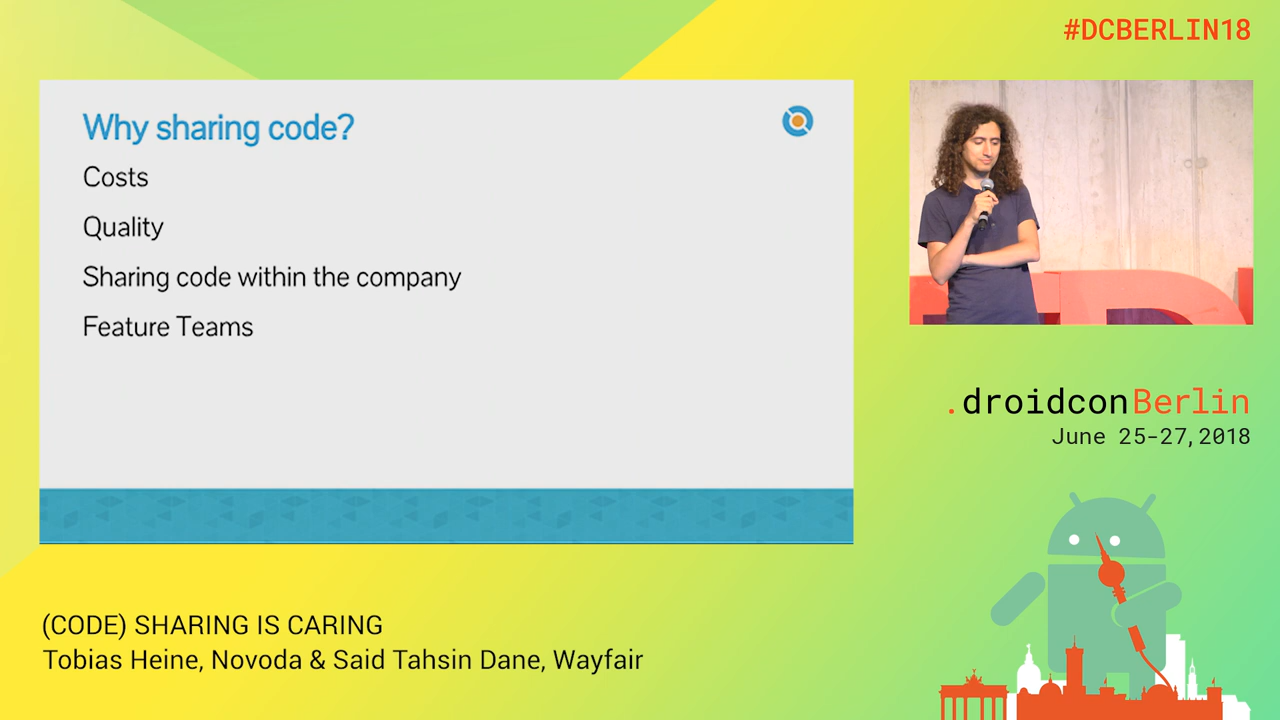 #DCBERLIN18
Why sharing code?
Costs
Quality
Sharing code within the company
Feature Teams
.droidconBerlin
June 25-27,2018
(CODE) SHARING IS CARING
Tobias Heine, Novoda & Said Tahsin Dane, Wayfair